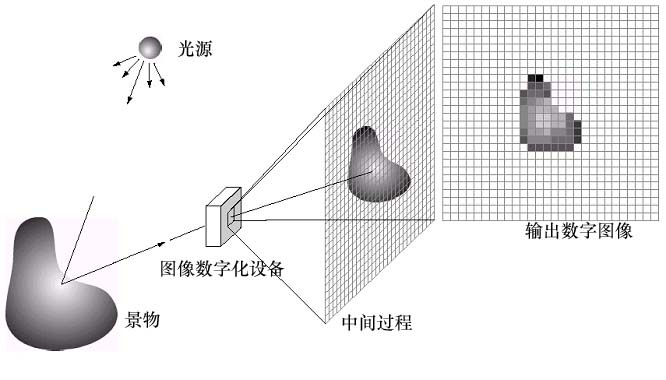 光源
输出数字图像
图像数字化设备
景物
中间过程